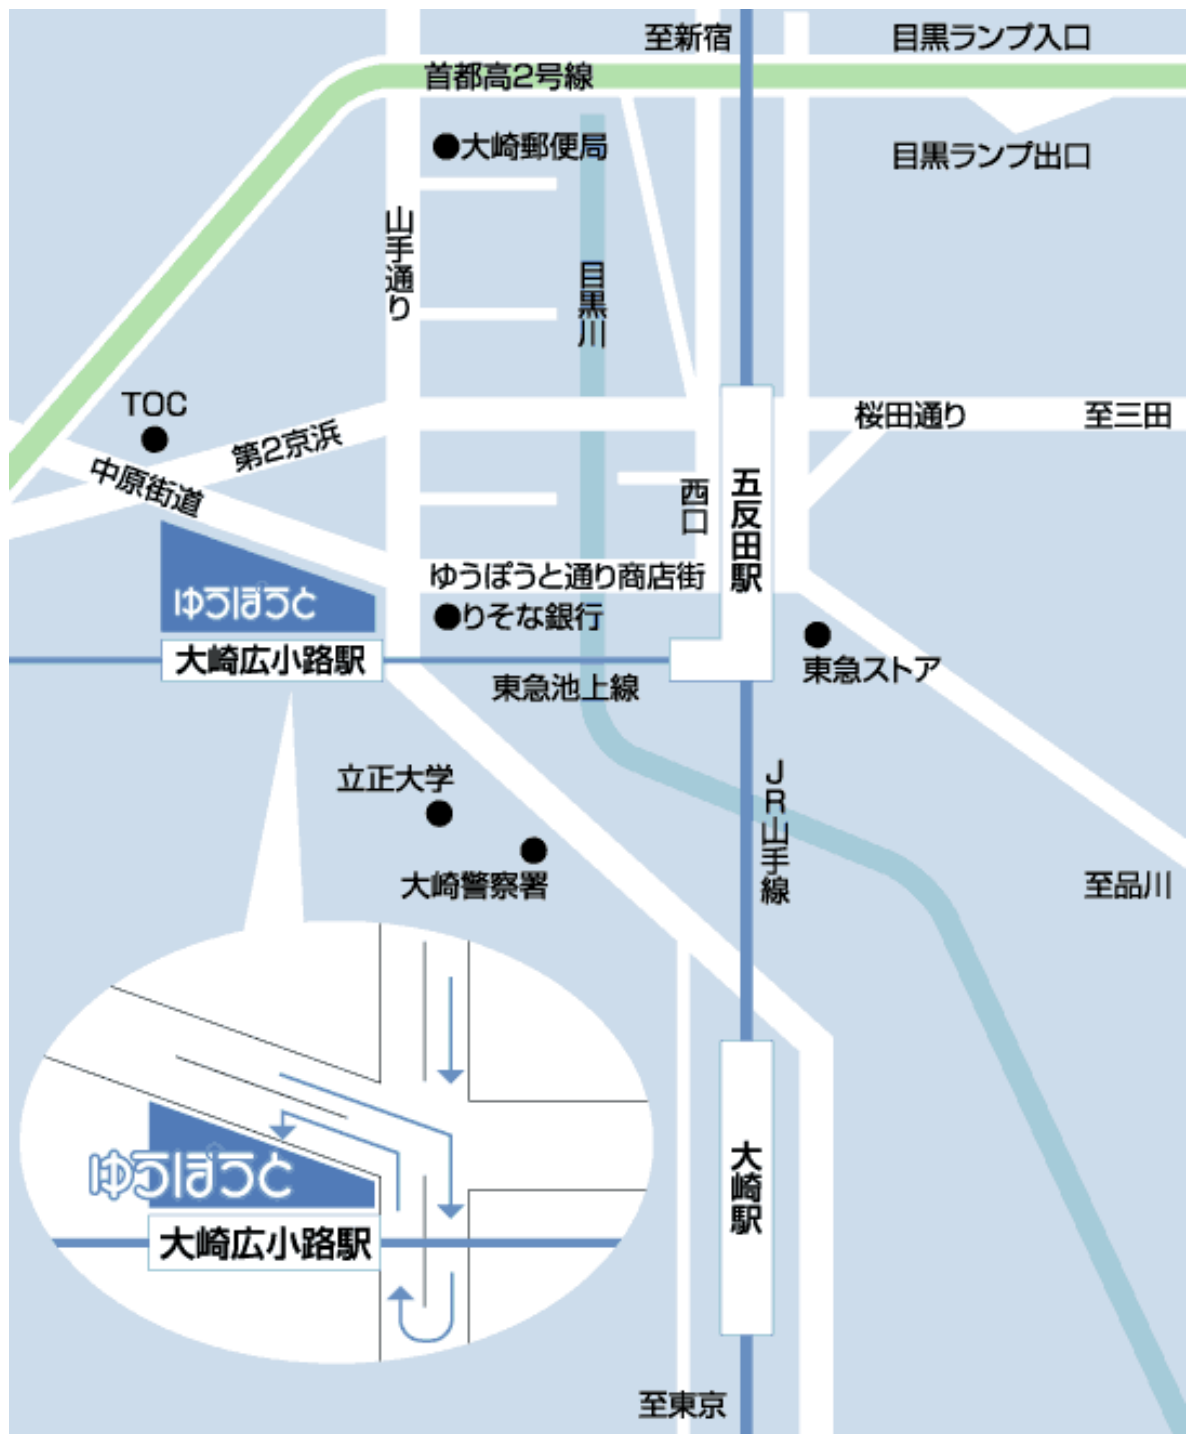 至新宿
目黒ランプ入口
首都高2号線
大崎郵便局
目黒ランプ出口
山手通り
目黒川
TOC
第2京浜
桜田通り
至三田
中原街道
西口
五反田駅
ゆうぽうと通り商店街
ゆうぽうと
りそな銀行
大崎広小路駅
東急池上線
東急ストア
立正大学
JR山手線
大崎警察署
至品川
ゆうぽうと
大崎広小路駅
大崎駅
至東京